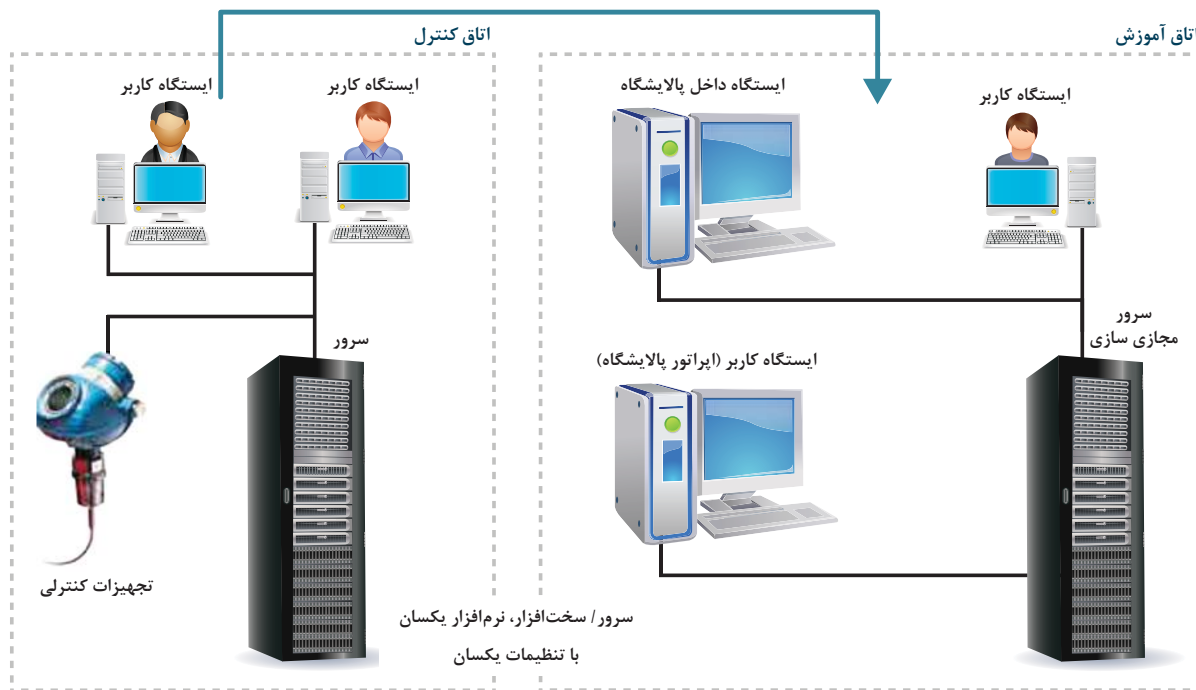 اتاق آموزش
اتاق کنترل
ایستگاه کاربر
ایستگاه داخل پالایشگاه
ایستگاه کاربر
ایستگاه کاربر
سرور
مجازی سازی
ایستگاه کاربر (اپراتور پالایشگاه)
سرور
تجهیزات کنترلی
سرور/ سخت‌افزار، نرم‌افزار یکسان
با تنظیمات یکسان